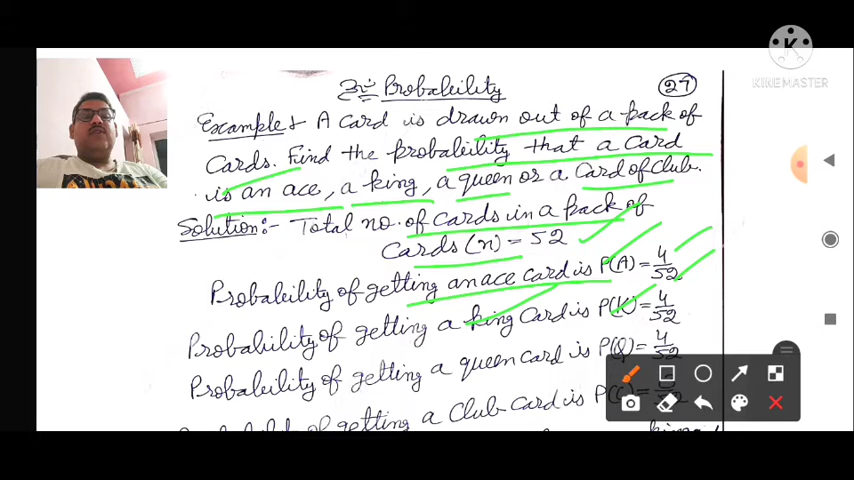 Probability
27
KINEMASTER
Example:- A card is drawn out of a pack of
cards. Find the probability that a card
is an ace, a king, a queen or a card of club.
Solution:- Total no. of cards in a pack of
cards (n) = 52
Probability of getting an ace card is P(A) = 4/52
Probability of getting a king card is P(K) = 4/52
Probability of getting a queen card is P(Q) = 4/52
Probability of getting a club card is P(C)
getting a